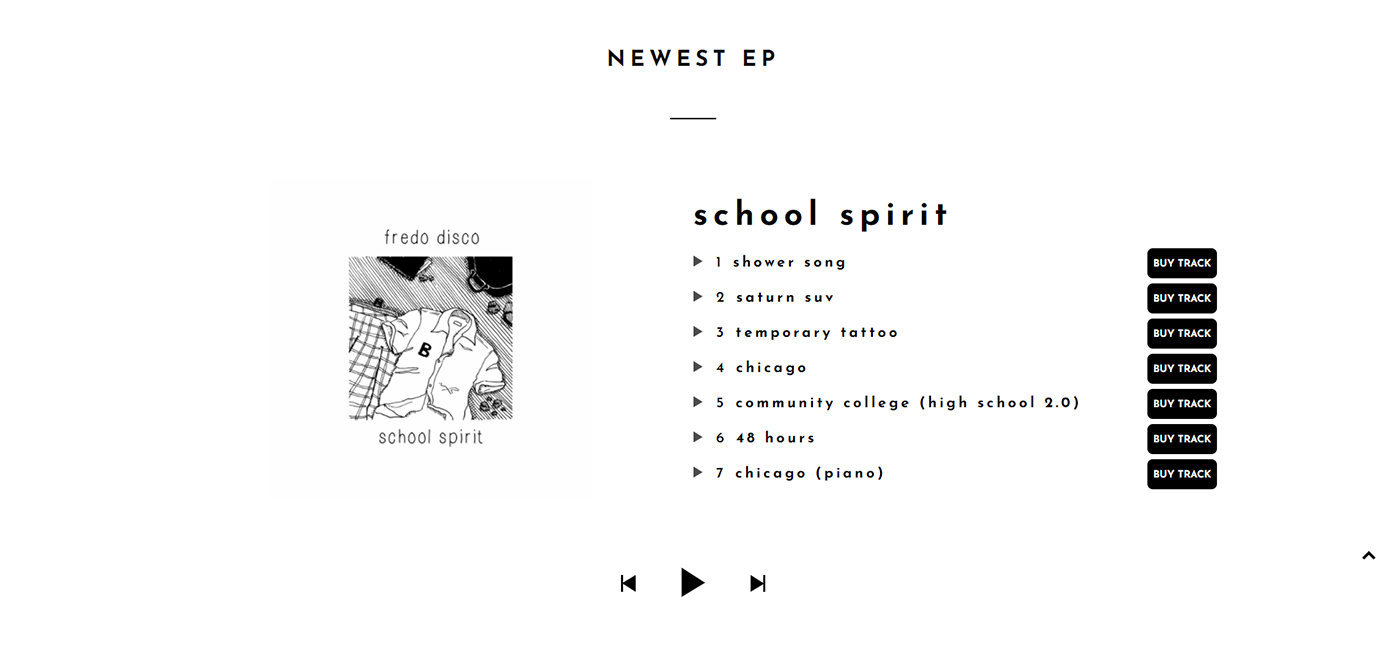 NEWEST EP
fredo disco
B
school spirit
school spirit
1 shower song BUY TRACK
2 saturn suv BUY TRACK
3 temporary tattoo BUY TRACK
4 chicago BUY TRACK
5 community college (high school 2.0) BUY TRACK
6 48 hours BUY TRACK
7 chicago (piano) BUY TRACK